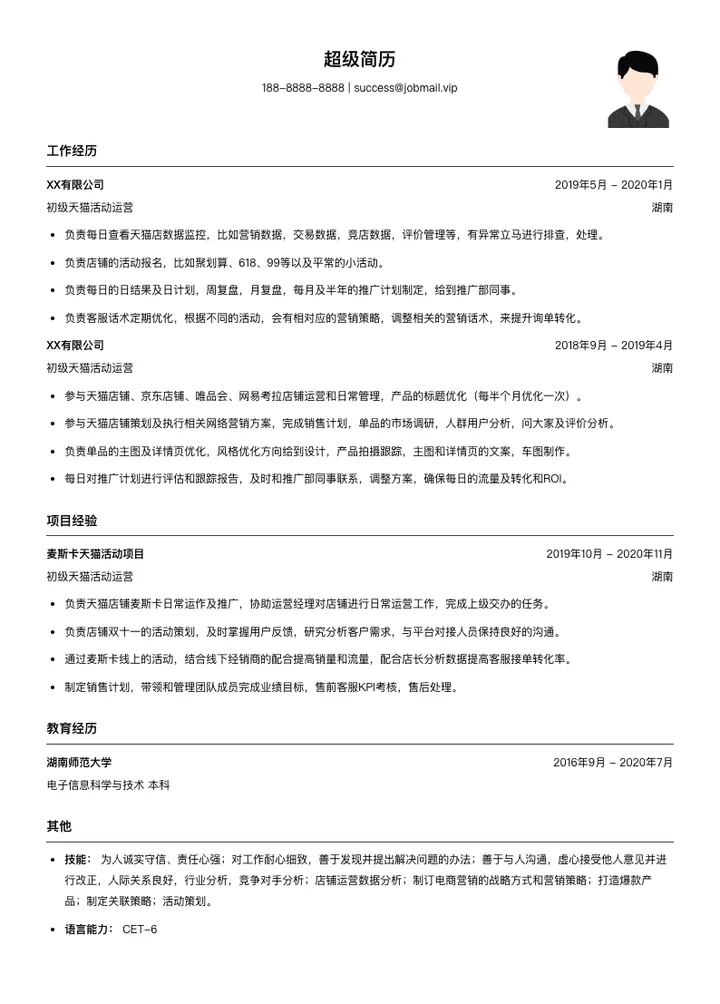 超级简历
188-8888-8888 | success@jobmail.vip
工作经历
XX有限公司 2019年5月 – 2020年1月
初级天猫活动运营 湖南
• 负责每日查看天猫店数据监控，比如营销数据，交易数据，竞店数据，评价管理等，有异常立马进行排查，处理。
• 负责店铺的活动报名，比如聚划算、618、99等以及平常的小活动。
• 负责每日的日结果及日计划，周复盘，月复盘，每月及半年的推广计划制定，给到推广部同事。
• 负责客服话术定期优化，根据不同的活动，会有相对应的营销策略，调整相关的营销话术，来提升询单转化。
XX有限公司 2018年9月 – 2019年4月
初级天猫活动运营 湖南
• 参与天猫店铺、京东店铺、唯品会、网易考拉店铺运营和日常管理，产品的标题优化（每半个月优化一次）。
• 参与天猫店铺策划及执行相关网络营销方案，完成销售计划，单品的市场调研，人群用户分析，问大家及评价分析。
• 负责单品的主图及详情页优化，风格优化方向给到设计，产品拍摄跟踪，主图和详情页的文案，车图制作。
• 每日对推广计划进行评估和跟踪报告，及时和推广部同事联系，调整方案，确保每日的流量及转化和ROI。
项目经验
麦斯卡天猫活动项目 2019年10月 – 2020年11月
初级天猫活动运营 湖南
• 负责天猫店铺麦斯卡日常运作及推广，协助运营经理对店铺进行日常运营工作，完成上级交办的任务。
• 负责店铺双十一的活动策划，及时掌握用户反馈，研究分析客户需求，与平台对接人员保持良好的沟通。
• 通过麦斯卡线上的活动，结合线下经销商的配合提高销量和流量，配合店长分析数据提高客服接单转化率。
• 制定销售计划，带领和管理团队成员完成业绩目标，售前客服KPI考核，售后处理。
教育经历
湖南师范大学 2016年9月 – 2020年7月
电子信息科学与技术 本科
其他
• 技能： 为人诚实守信、责任心强；对工作耐心细致，善于发现并提出解决问题的办法；善于与人沟通，虚心接受他人意见并进
行改正，人际关系良好，行业分析，竞争对手分析；店铺运营数据分析；制订电商营销的战略方式和营销策略；打造爆款产
品；制定关联策略；活动策划。
• 语言能力： CET-6